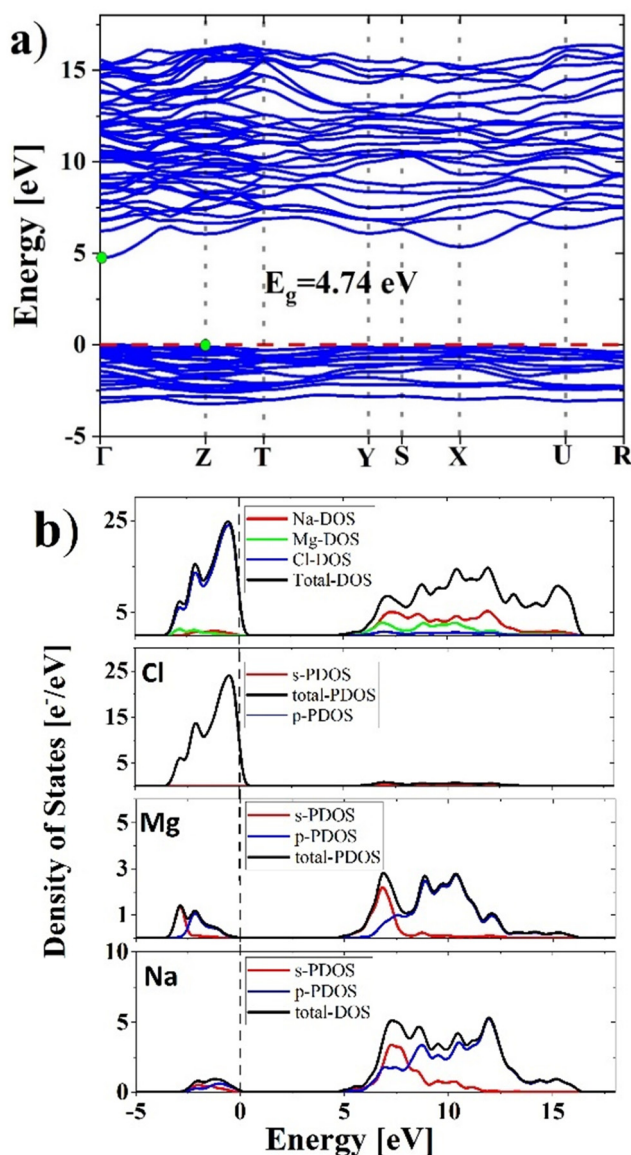 a)
Energy [eV]
15
10
5
0
-5
E_g=4.74 eV
Γ Z T Y S X U R
b)
Density of States [e⁻/eV]
25
5
Na-DOS
Mg-DOS
Cl-DOS
Total-DOS
Cl
25
15
5
s-PDOS
total-PDOS
p-PDOS
Mg
5
3
1
s-PDOS
p-PDOS
total-PDOS
Na
10
5
0
s-PDOS
p-PDOS
total-DOS
-5 0 5 10 15
Energy [eV]